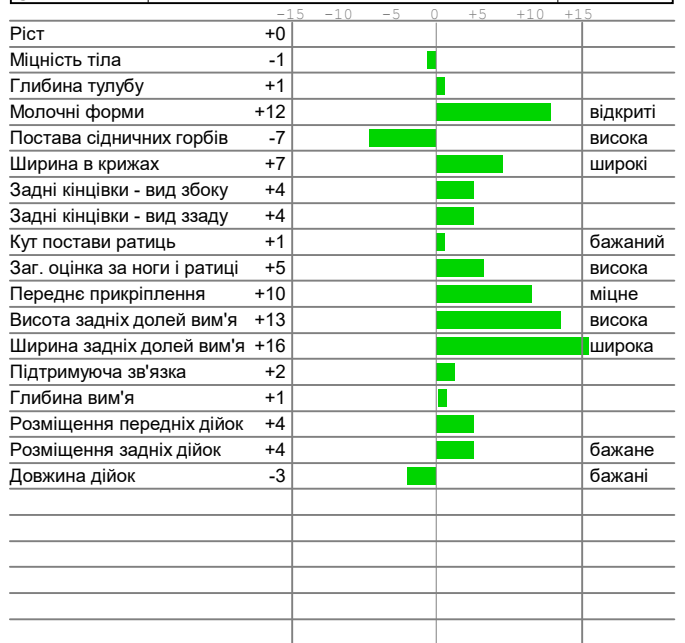 -15 -10 -5 0 +5 +10 +15
Ріст +0
Міцність тіла -1
Глибина тулубу +1
Молочні форми +12 відкриті
Постава сідничних горбів -7 висока
Ширина в крижах +7 широкі
Задні кінцівки - вид збоку +4
Задні кінцівки - вид ззаду +4
Кут постави ратиць +1 бажаний
Заг. оцінка за ноги і ратиці +5 висока
Переднє прикріплення +10 міцне
Висота задніх долей вим'я +13 висока
Ширина задніх долей вим'я +16 широка
Підтримуюча зв'язка +2
Глибина вим'я +1
Розміщення передніх дійок +4
Розміщення задніх дійок +4 бажане
Довжина дійок -3 бажані